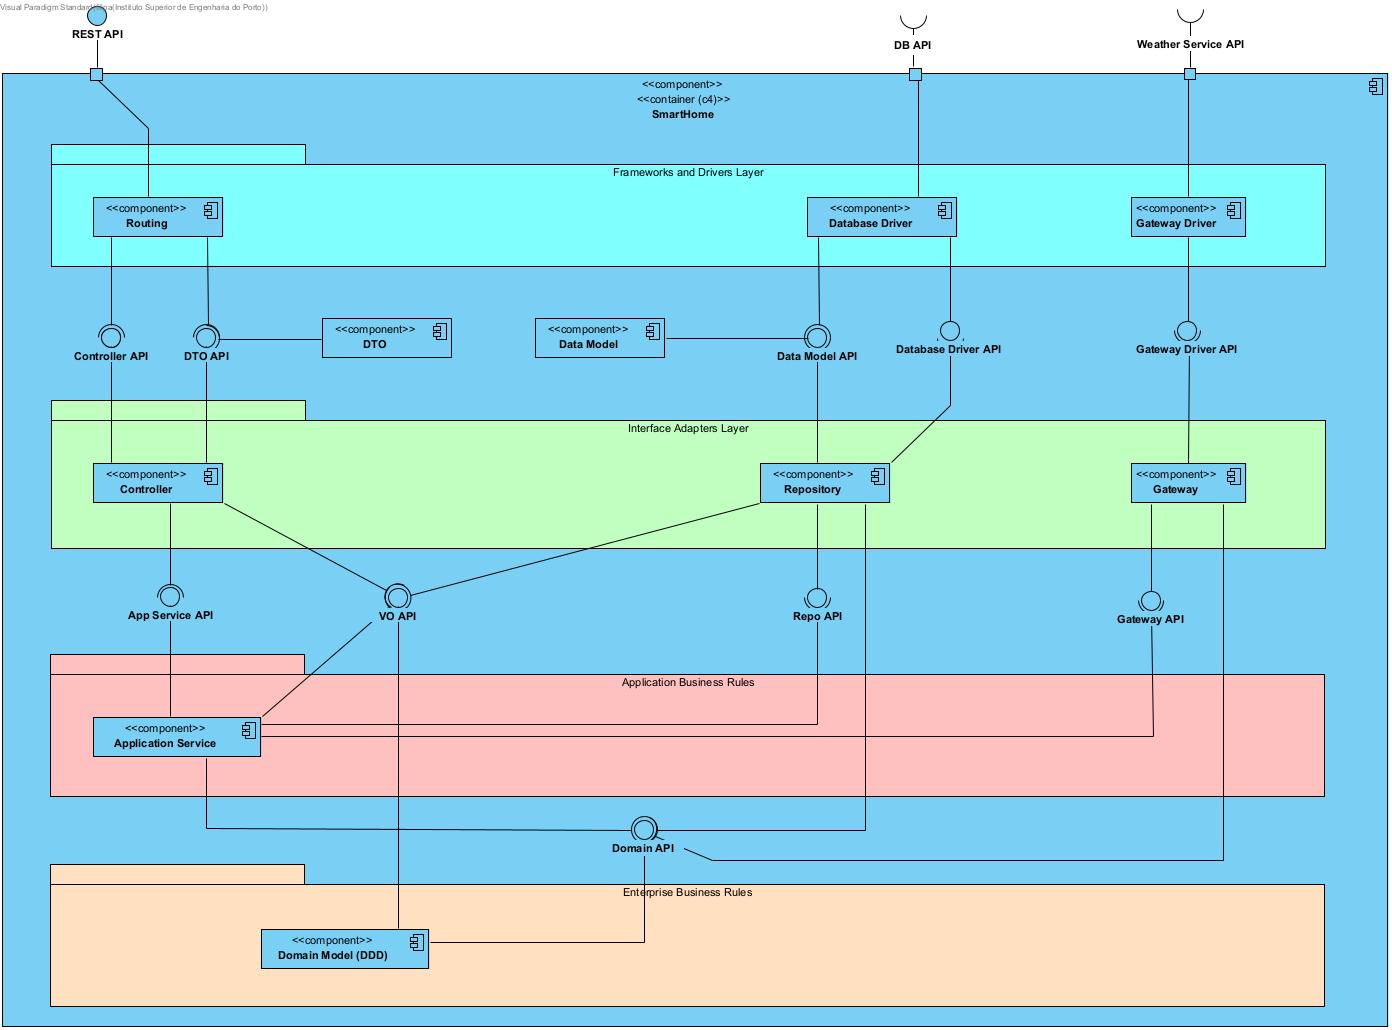 Visual Paradigm Standard (Instituto Superior de Engenharia do Porto)
REST API
DB API
Weather Service API
<<component>>
<<container (c4)>>
SmartHome
Frameworks and Drivers Layer
<<component>>
Routing
<<component>>
Database Driver
<<component>>
Gateway Driver
<<component>>
DTO
<<component>>
Data Model
Controller API
DTO API
Data Model API
Database Driver API
Gateway Driver API
Interface Adapters Layer
<<component>>
Controller
<<component>>
Repository
<<component>>
Gateway
App Service API
VO API
Repo API
Gateway API
Application Business Rules
<<component>>
Application Service
Domain API
Enterprise Business Rules
<<component>>
Domain Model (DDD)